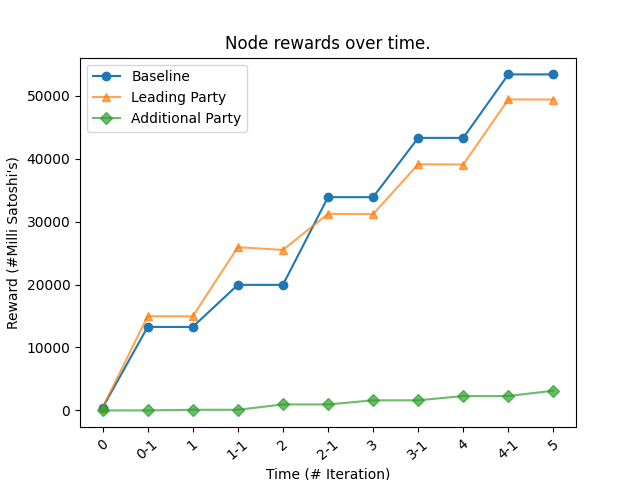 Node rewards over time.
Baseline
Leading Party
Additional Party
Reward (#Milli Satoshi's)
50000
40000
30000
20000
10000
0
0
0-1
1
1-1
2
2-1
3
3-1
4
4-1
5
Time (# Iteration)